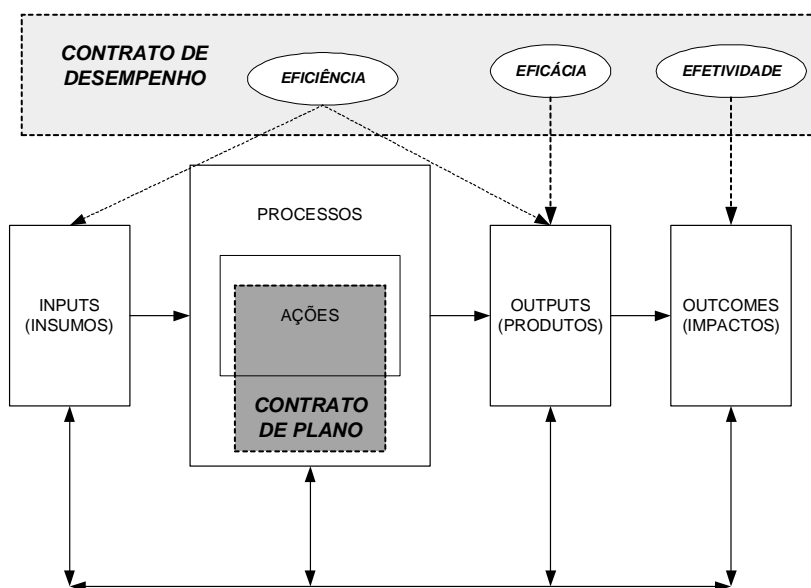 CONTRATO DE
DESEMPENHO
EFICIÊNCIA
EFICÁCIA
EFETIVIDADE
PROCESSOS
INPUTS
(INSUMOS)
AÇÕES
OUTPUTS
(PRODUTOS)
OUTCOMES
(IMPACTOS)
CONTRATO
DE PLANO